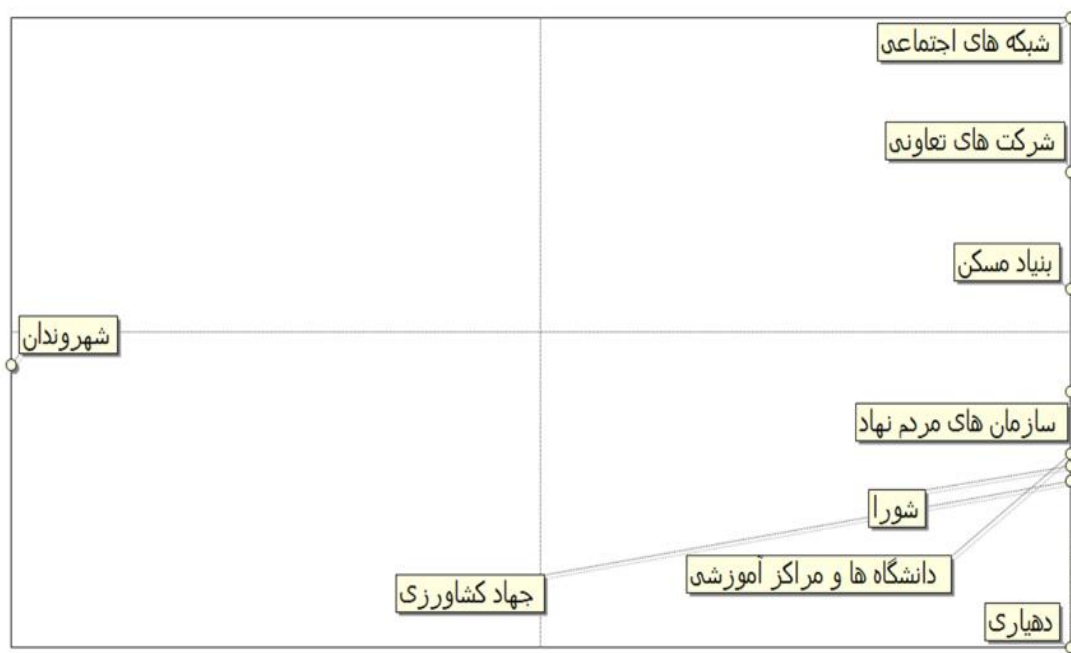 شبکه های اجتماعی
شرکت های تعاونی
بنیاد مسکن
شهروندان
سازمان های مردم نهاد
شورا
دانشگاه ها و مراکز آموزشی
جهاد کشاورزی
دهیاری